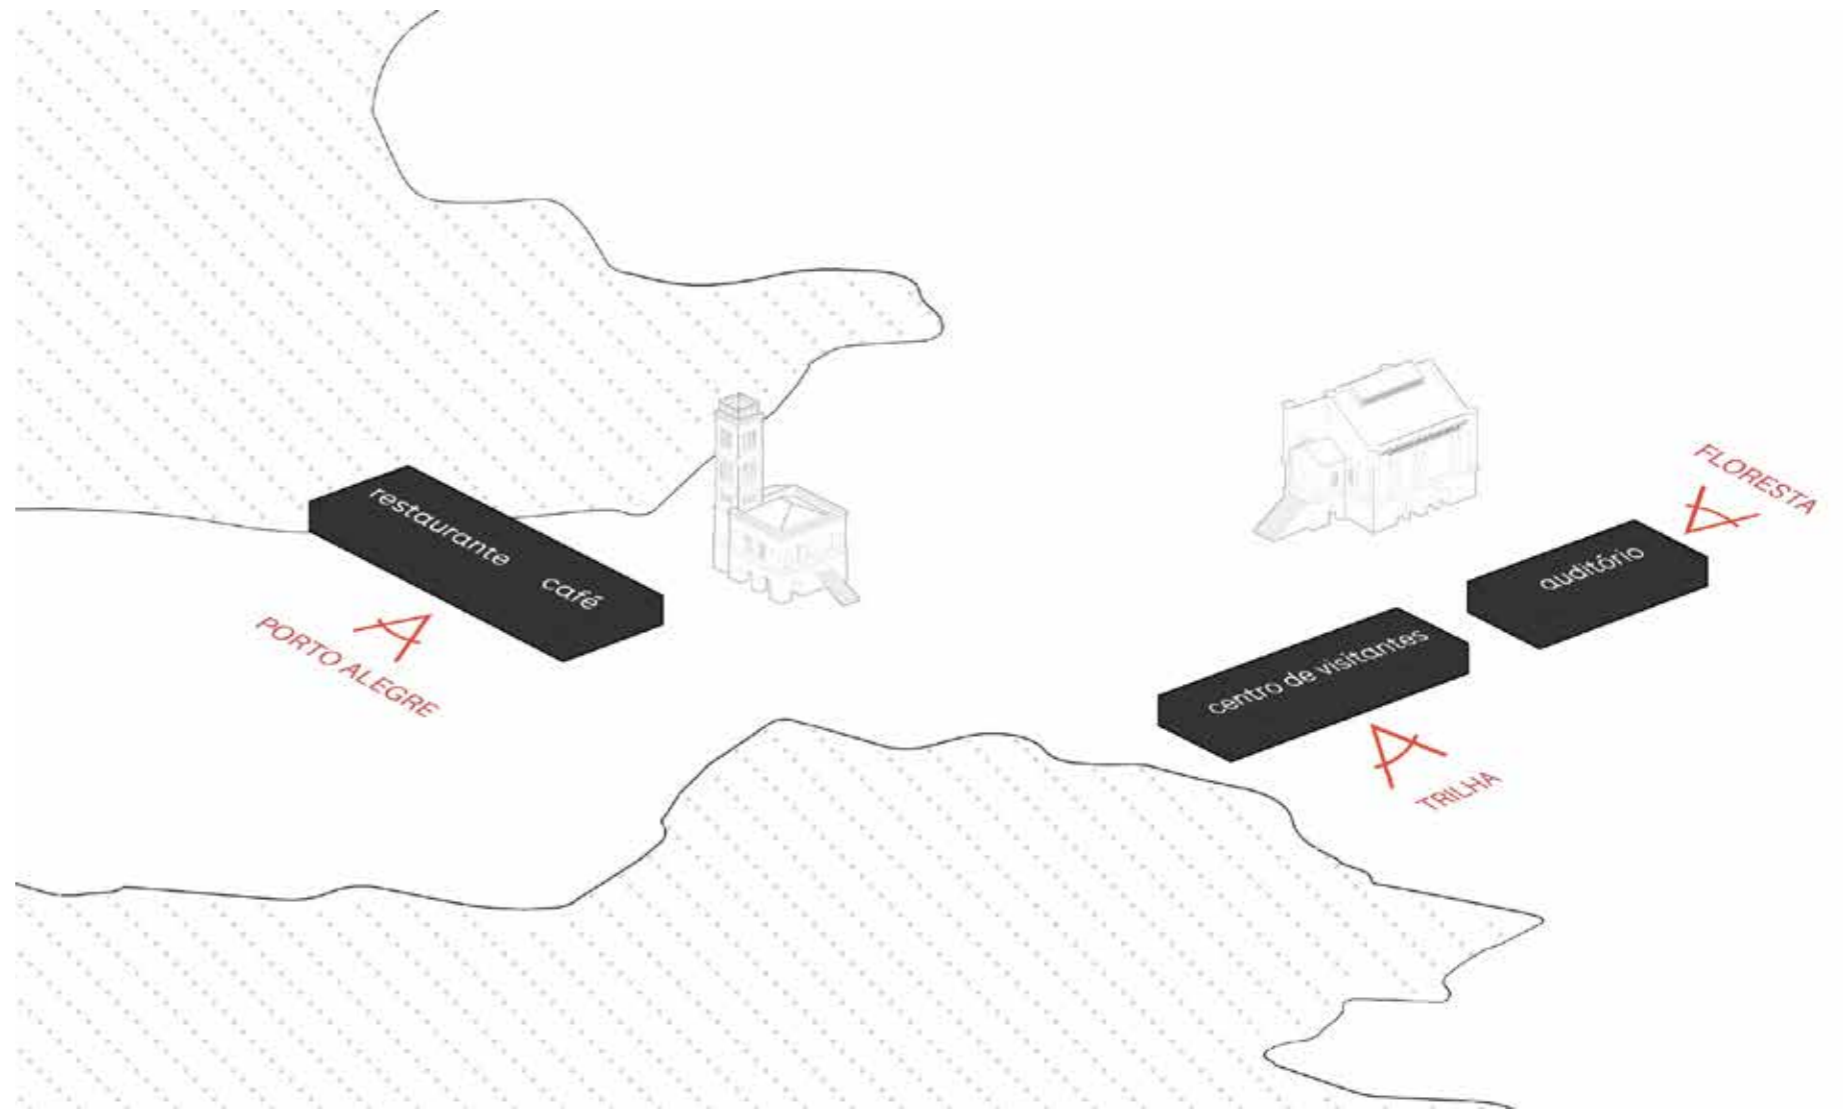 restaurante
café
PORTO ALEGRE
FLORESTA
auditório
centro de visitantes
TRILHA